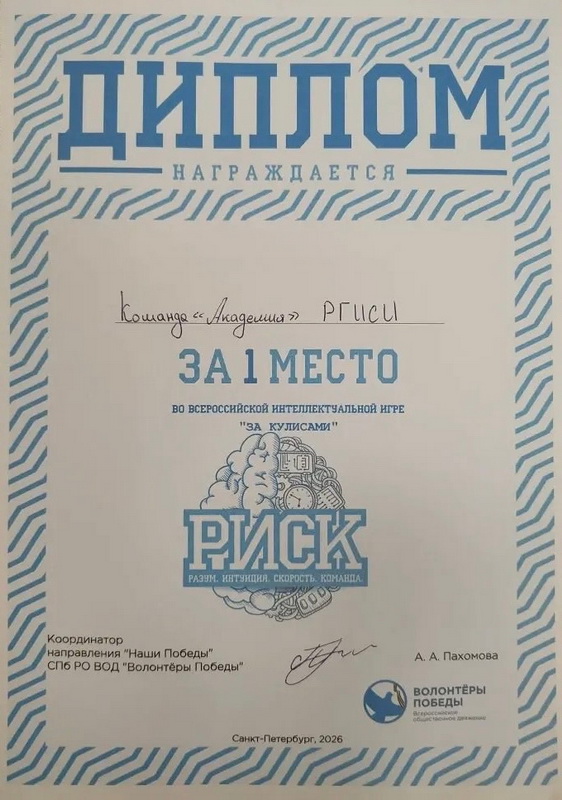 ДИПЛОМ
НАГРАЖДАЕТСЯ
Команда «Академия» РГИСИ
ЗА 1 МЕСТО
ВО ВСЕРОССИЙСКОЙ ИНТЕЛЛЕКТУАЛЬНОЙ ИГРЕ
"ЗА КУЛИСАМИ"
РИСК
РАЗУМ. ИНТУИЦИЯ. СКОРОСТЬ. КОМАНДА.
Координатор
направления "Наши Победы"
СПб РО ВОД "Волонтёры Победы"
А. А. Пахомова
ВОЛОНТЁРЫ
ПОБЕДЫ
Всероссийское
общественное движение
Санкт-Петербург, 2026